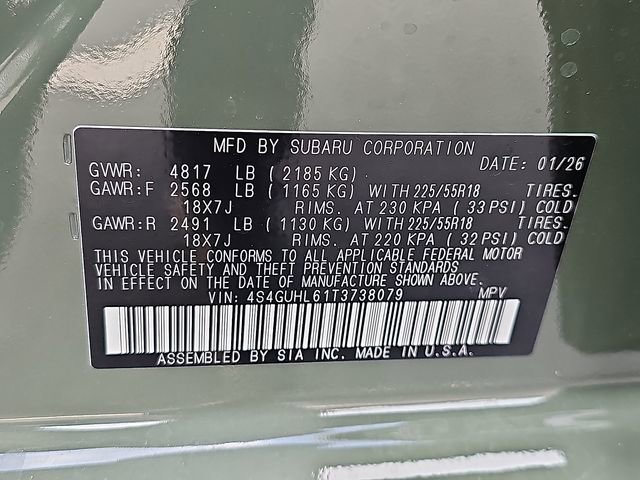 MFD BY SUBARU CORPORATION
DATE: 01/26
GVWR: 4817 LB (2185 KG)
GAWR:F 2568 LB (1165 KG) WITH 225/55R18 TIRES.
18X7J RIMS. AT 230 KPA (33 PSI) COLD
GAWR:R 2491 LB (1130 KG) WITH 225/55R18 TIRES.
18X7J RIMS. AT 220 KPA (32 PSI) COLD
THIS VEHICLE CONFORMS TO ALL APPLICABLE FEDERAL MOTOR
VEHICLE SAFETY AND THEFT PREVENTION STANDARDS
IN EFFECT ON THE DATE OF MANUFACTURE SHOWN ABOVE.
VIN: 4S4GUHL61T3738079 MPV
ASSEMBLED BY SIA INC. MADE IN U.S.A.